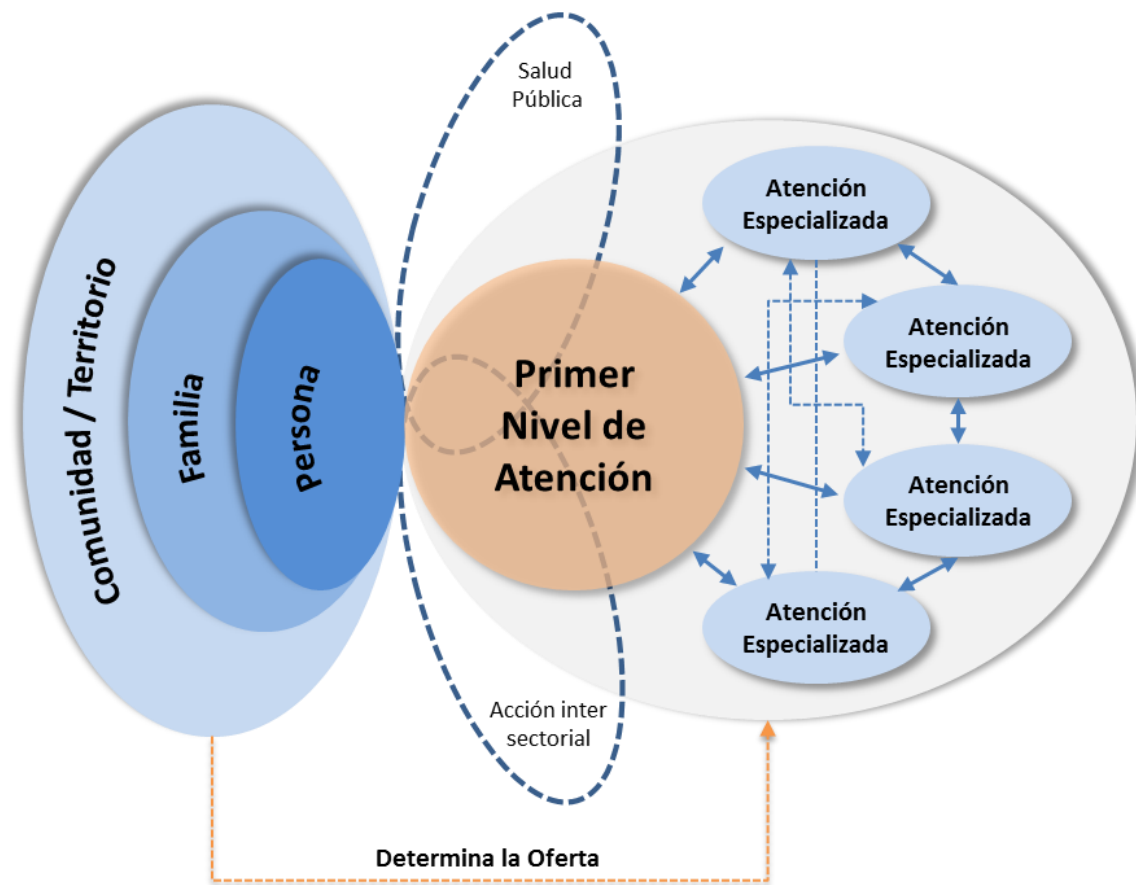 Salud
Pública
Comunidad / Territorio
Familia
Persona
Primer
Nivel de
Atención
Atención
Especializada
Atención
Especializada
Atención
Especializada
Atención
Especializada
Acción inter
sectorial
Determina la Oferta